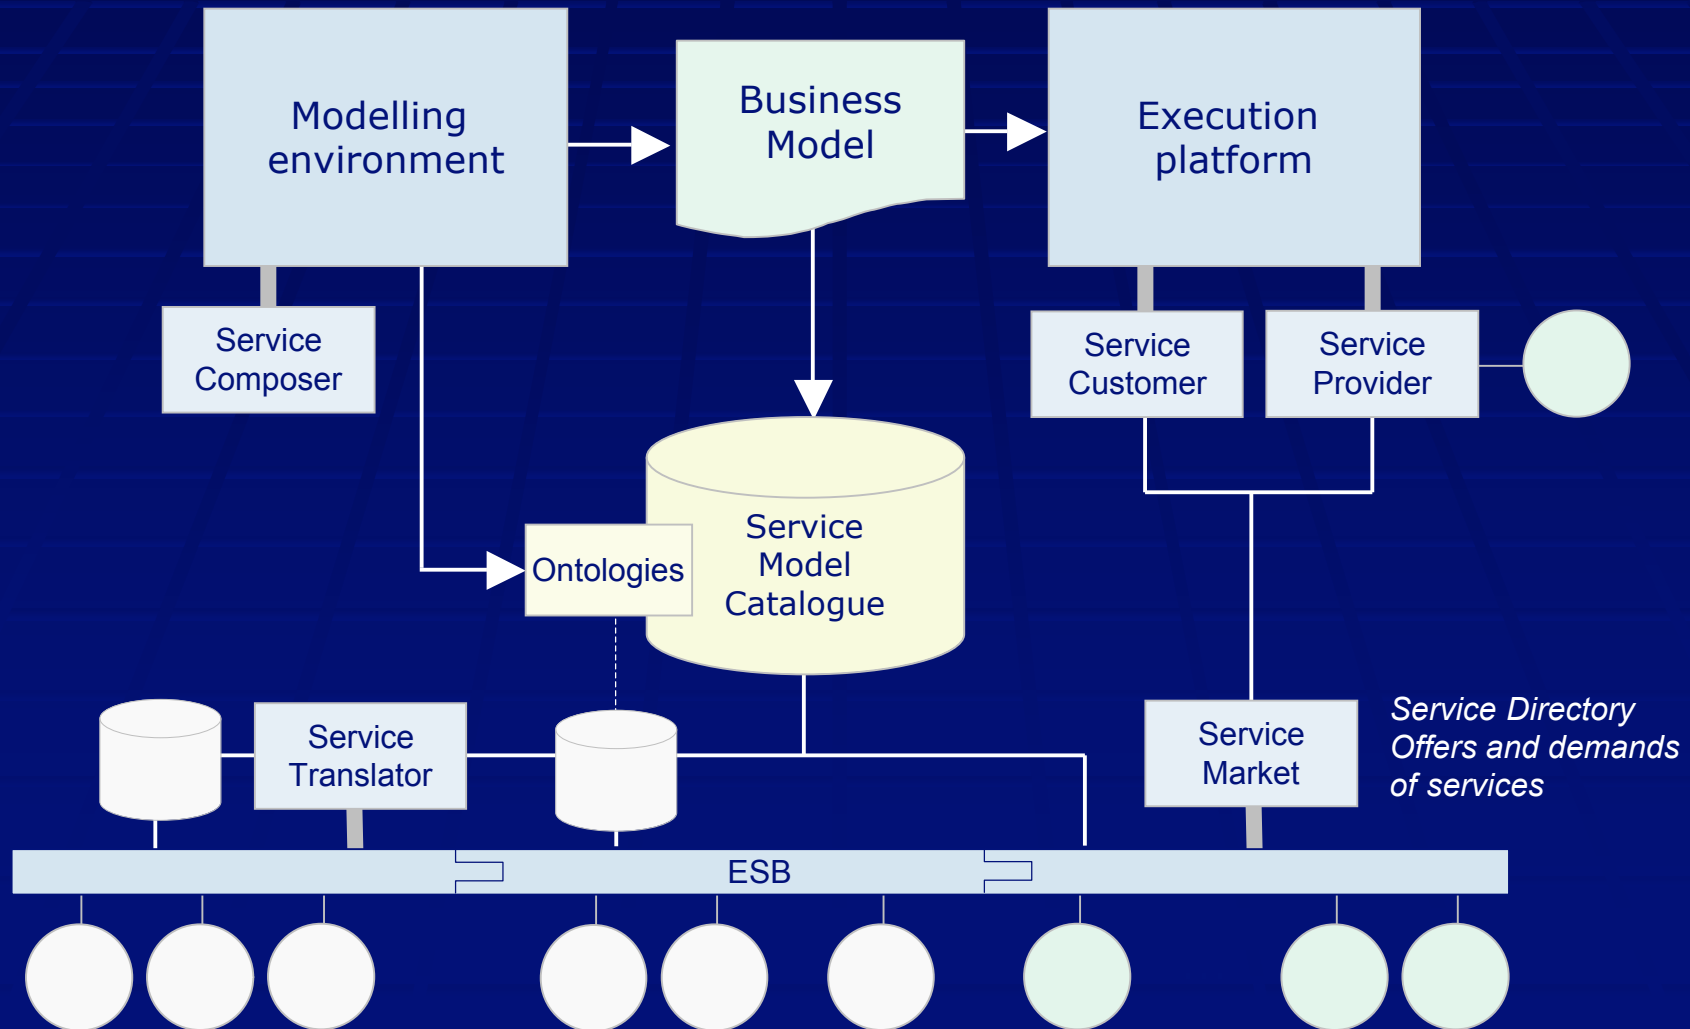 Modelling
environment
Business
Model
Execution
platform
Service
Composer
Service
Customer
Service
Provider
Ontologies
Service
Model
Catalogue
Service
Translator
Service
Market
Service Directory
Offers and demands
of services
ESB